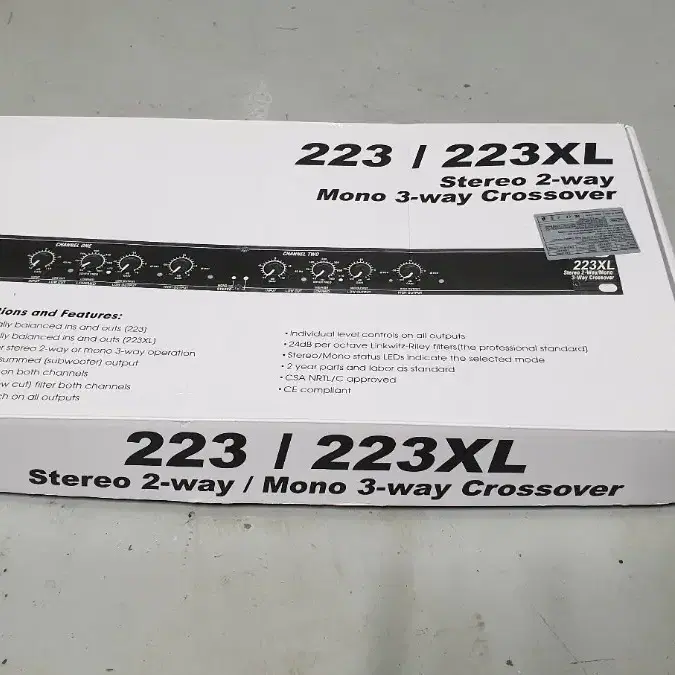 223 / 223XL
Stereo 2-way
Mono 3-way Crossover
CHANNEL ONE
CHANNEL TWO
223XL
Stereo 2-Way/Mono
3-Way Crossover
ions and Features:
ally balanced ins and outs (223)
lly balanced ins and outs (223XL)
r stereo 2-way or mono 3-way operation
summed (subwoofer) output
on both channels
w cut) filter both channels
ch on all outputs
• Individual level controls on all outputs
• 24dB per octave Linkwitz-Riley filters(the professional standard)
• Stereo/Mono status LEDs indicate the selected mode
• 2 year parts and labor as standard
• CSA NRTL/C approved
• CE compliant
223 / 223XL
Stereo 2-way / Mono 3-way Crossover